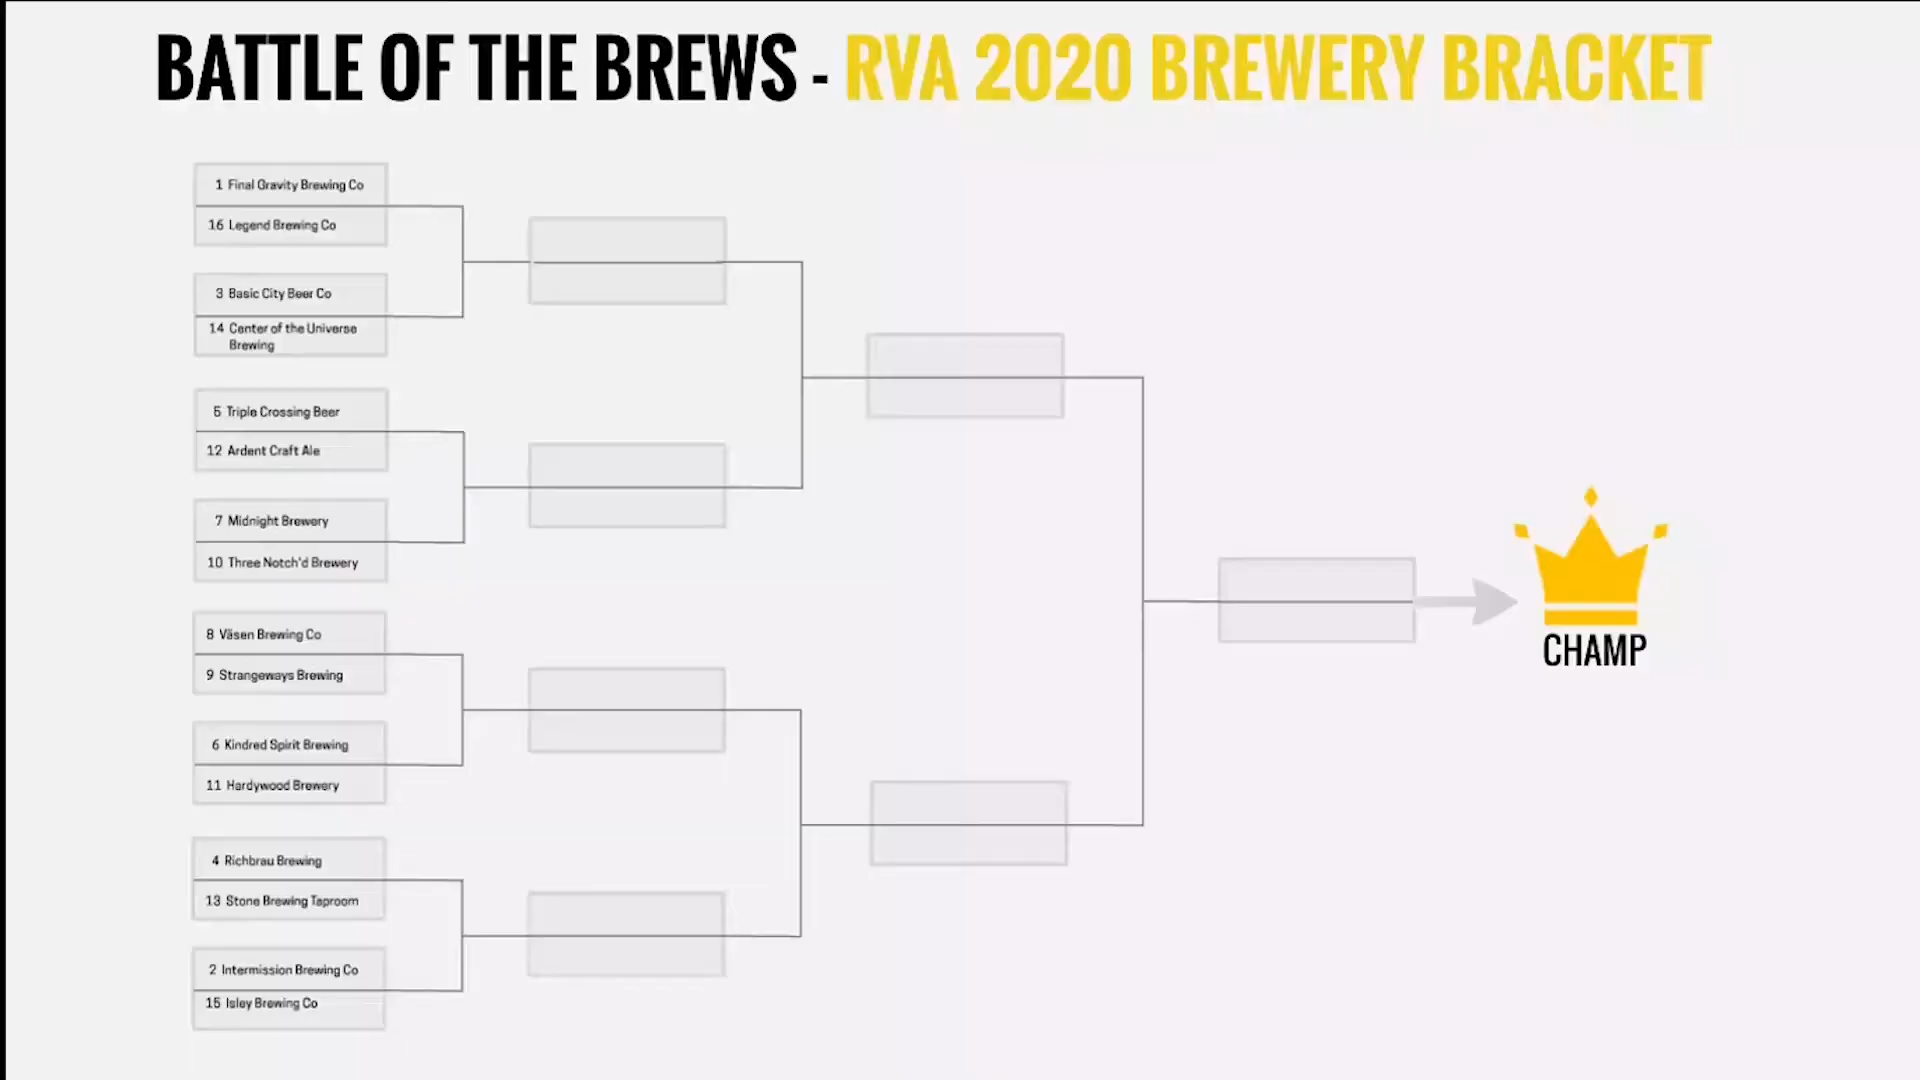 BATTLE OF THE BREWS - RVA 2020 BREWERY BRACKET
1 Final Gravity Brewing Co
16 Legend Brewing Co
3 Basic City Beer Co
14 Center of the Universe
Brewing
5 Triple Crossing Beer
12 Ardent Craft Ale
7 Midnight Brewery
10 Three Notch'd Brewery
8 Väsen Brewing Co
9 Strangeways Brewing
6 Kindred Spirit Brewing
11 Hardywood Brewery
4 Richbrau Brewing
13 Stone Brewing Taproom
2 Intermission Brewing Co
15 Isley Brewing Co
CHAMP